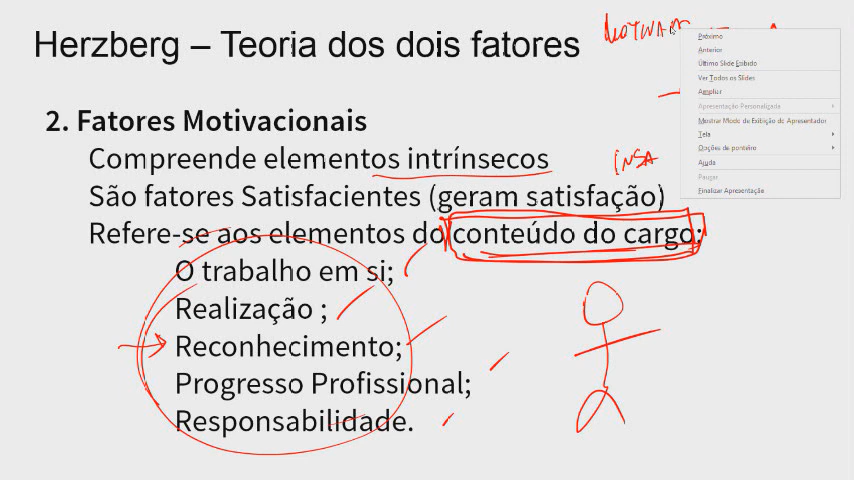 Herzberg – Teoria dos dois fatores
2. Fatores Motivacionais
Compreende elementos intrínsecos
São fatores Satisfacientes (geram satisfação)
Refere-se aos elementos do conteúdo do cargo;
O trabalho em si;
Realização ;
Reconhecimento;
Progresso Profissional;
Responsabilidade.
INSA
Próximo
Anterior
Último Slide Exibido
Ver Todos os Slides
Ampliar
Apresentação Personalizada
Mostrar Modo de Exibição do Apresentador
Tela
Opções de ponteiro
Ajuda
Pausar
Finalizar Apresentação